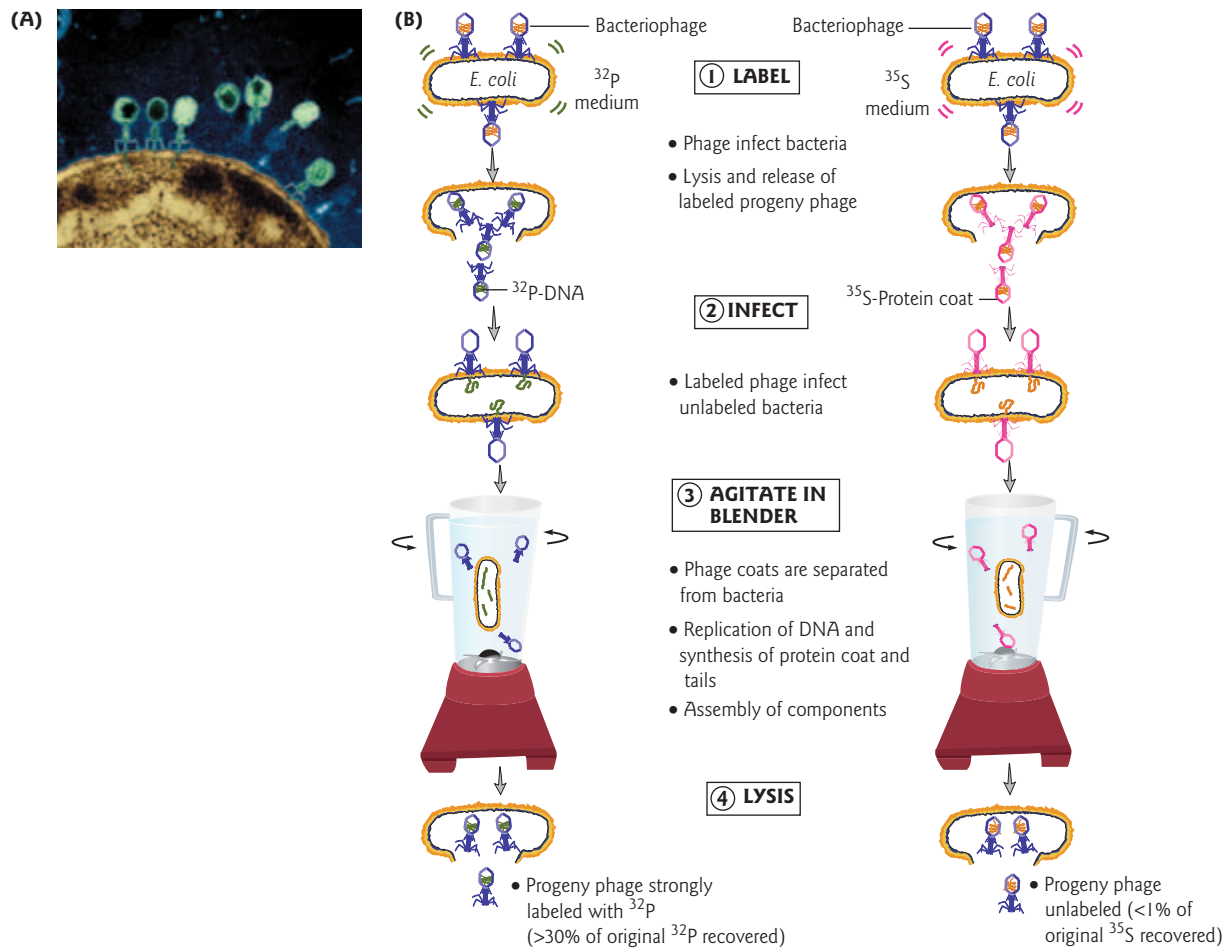 (A)
(B)
Bacteriophage
E. coli
32P
medium
① LABEL
• Phage infect bacteria
• Lysis and release of
labeled progeny phage
Bacteriophage
E. coli
35S
medium
32P-DNA
35S-Protein coat
② INFECT
• Labeled phage infect
unlabeled bacteria
③ AGITATE IN
BLENDER
• Phage coats are separated
from bacteria
• Replication of DNA and
synthesis of protein coat and
tails
• Assembly of components
④ LYSIS
• Progeny phage strongly
labeled with 32P
(>30% of original 32P recovered)
• Progeny phage
unlabeled (<1% of
original 35S recovered)